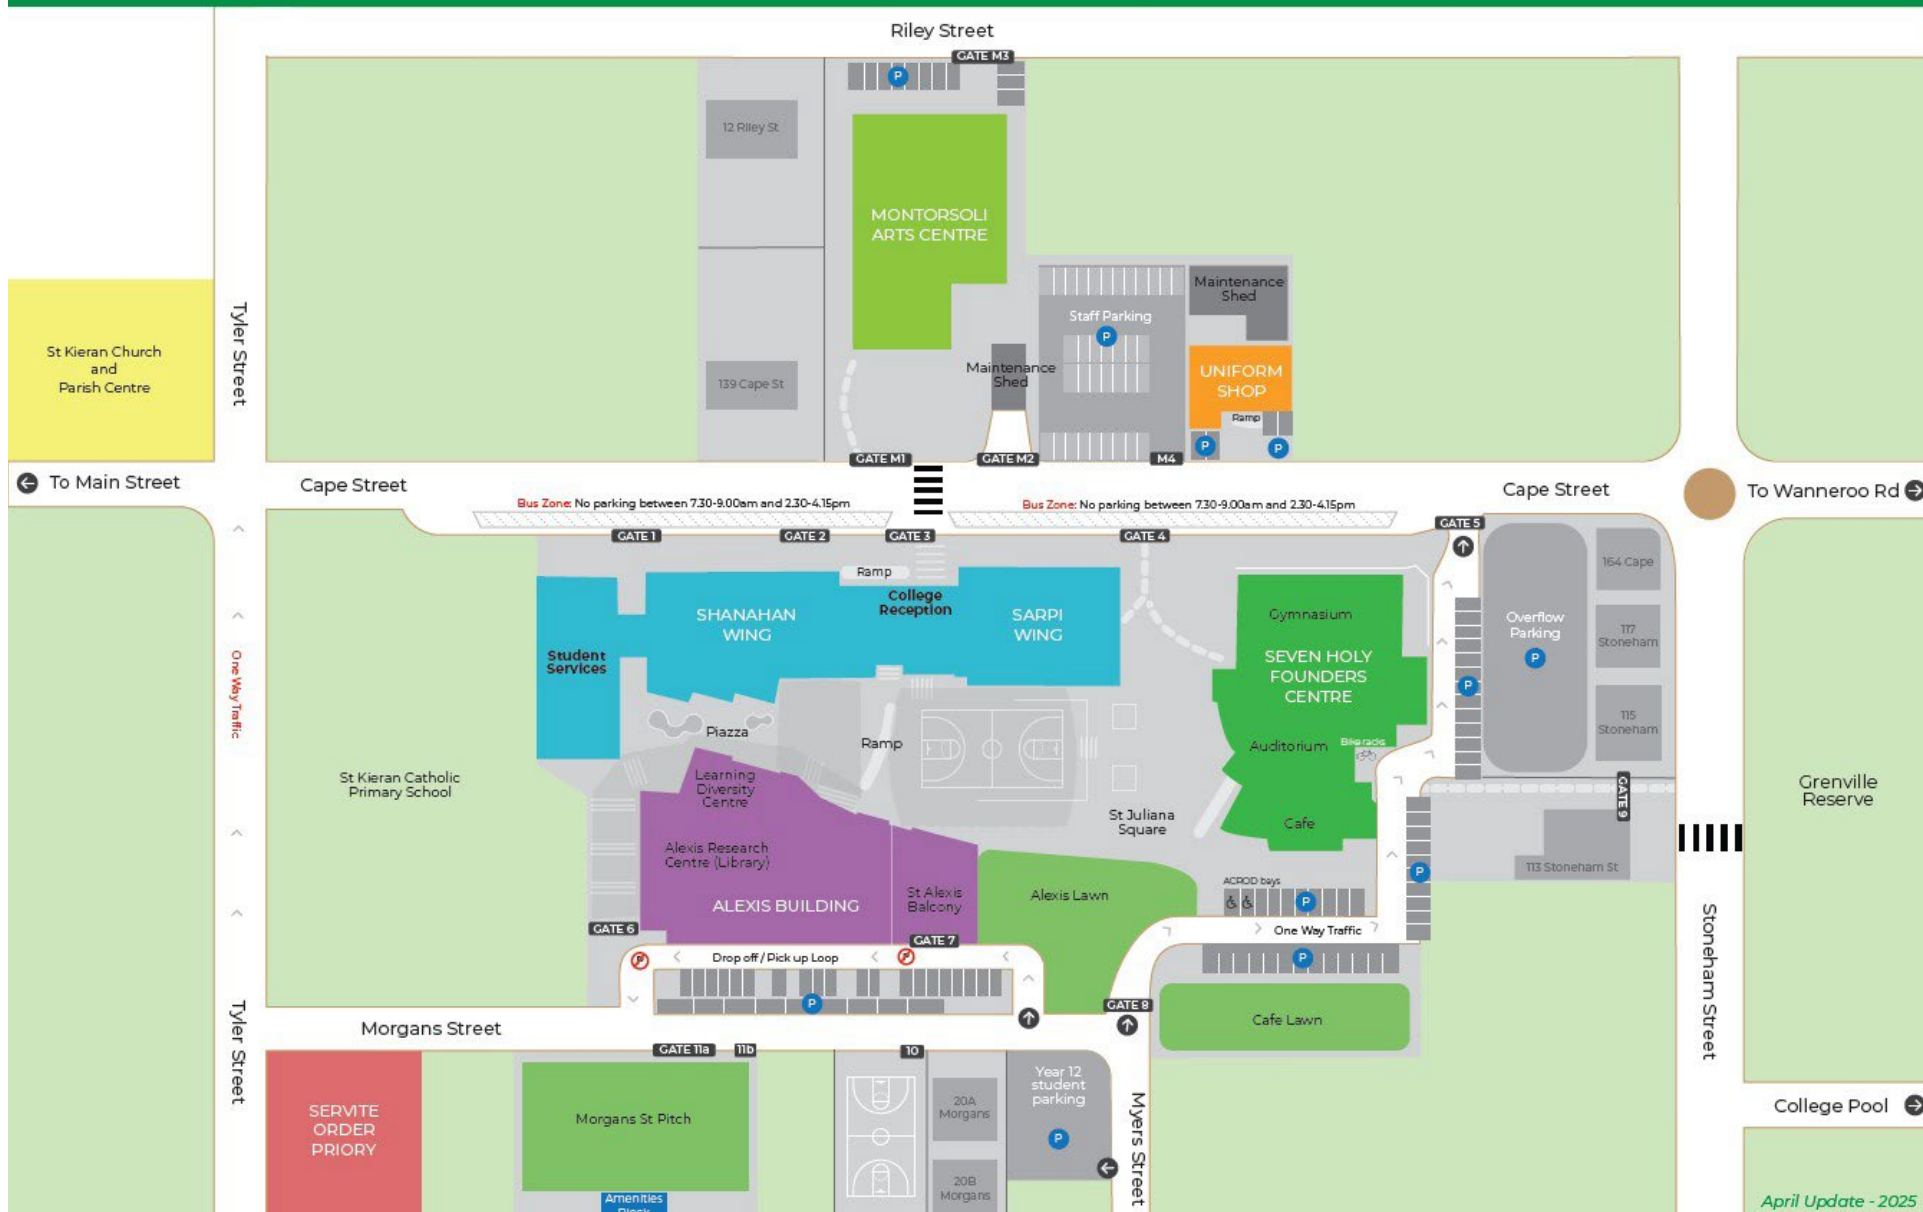 Riley Street
GATE M3
P
12 Riley St
MONTORSOLI
ARTS CENTRE
Maintenance
Shed
Staff Parking
P
St Kieran Church
and
Parish Centre
Tyler Street
139 Cape St
Maintenance
Shed
UNIFORM
SHOP
Ramp
P
P
GATE M1
GATE M2
M4
To Main Street
Cape Street
Cape Street
To Wanneroo Rd
Bus Zone: No parking between 7.30-9.00am and 2.30-4.15pm
Bus Zone: No parking between 7.30-9.00am and 2.30-4.15pm
GATE 1
GATE 2
GATE 3
GATE 4
GATE 5
Ramp
College
Reception
SHANAHAN
WING
SARPI
WING
Student
Services
Gymnasium
SEVEN HOLY
FOUNDERS
CENTRE
Overflow
Parking
P
P
164 Cape
117
Stoneham
115
Stoneham
One Way Traffic
Piazza
Ramp
Auditorium
Bikeracks
St Kieran Catholic
Primary School
Learning
Diversity
Centre
St Juliana
Square
Cafe
GATE 9
Grenville
Reserve
Alexis Research
Centre (Library)
ALEXIS BUILDING
St Alexis
Balcony
Alexis Lawn
ACROD bays
P
P
113 Stoneham St
GATE 6
GATE 7
One Way Traffic
P
Drop off / Pick up Loop
P
P
P
GATE 8
Cafe Lawn
Stoneham Street
Tyler Street
Morgans Street
GATE 11a
11b
10
SERVITE
ORDER
PRIORY
Morgans St Pitch
20A
Morgans
Year 12
student
parking
P
Myers Street
College Pool
20B
Morgans
Amenities
Block
April Update - 2025